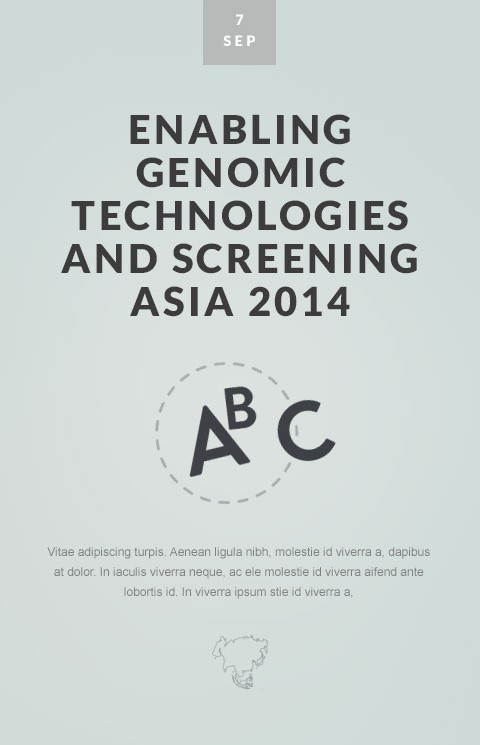 7
SEP
ENABLING
GENOMIC
TECHNOLOGIES
AND SCREENING
ASIA 2014
A B C
Vitae adipiscing turpis. Aenean ligula nibh, molestie id viverra a, dapibus
at dolor. In iaculis viverra neque, ac ele molestie id viverra aifend ante
lobortis id. In viverra ipsum stie id viverra a,